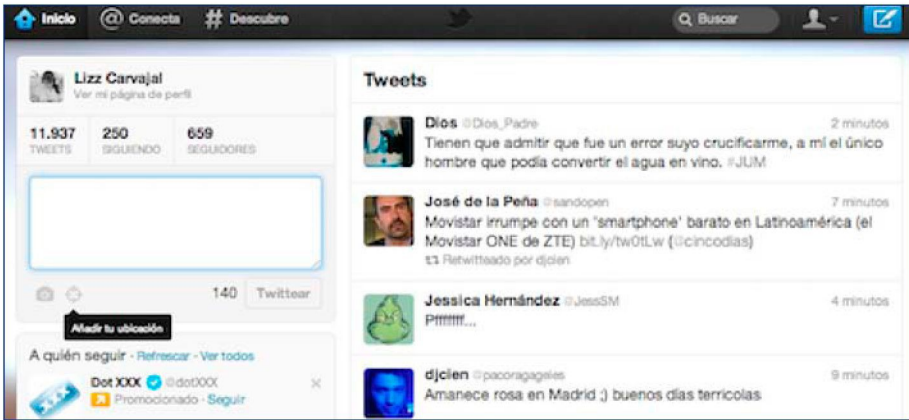 Inicio @ Conecta # Descubre Buscar
Lizz Carvajal
Ver mi página de perfil
11.937 250 659
TWEETS SIGUIENDO SEGUIDORES
140 Twittear
Añadir tu ubicación
A quién seguir · Refrescar · Ver todos
Dot XXX @dotXXX
Promocionado · Seguir
XXX
Tweets
Dios @Dios_Padre 2 minutos
Tienen que admitir que fue un error suyo crucificarme, a mí el único
hombre que podía convertir el agua en vino. #JUM
José de la Peña @sandopen 7 minutos
Movistar irrumpe con un 'smartphone' barato en Latinoamérica (el
Movistar ONE de ZTE) bit.ly/tw0tLw (@cincodias)
Retwitteado por djcien
Jessica Hernández @JessSM 4 minutos
Pffffffff...
djcien @pacoragageles 9 minutos
Amanece rosa en Madrid ;) buenos días terricolas